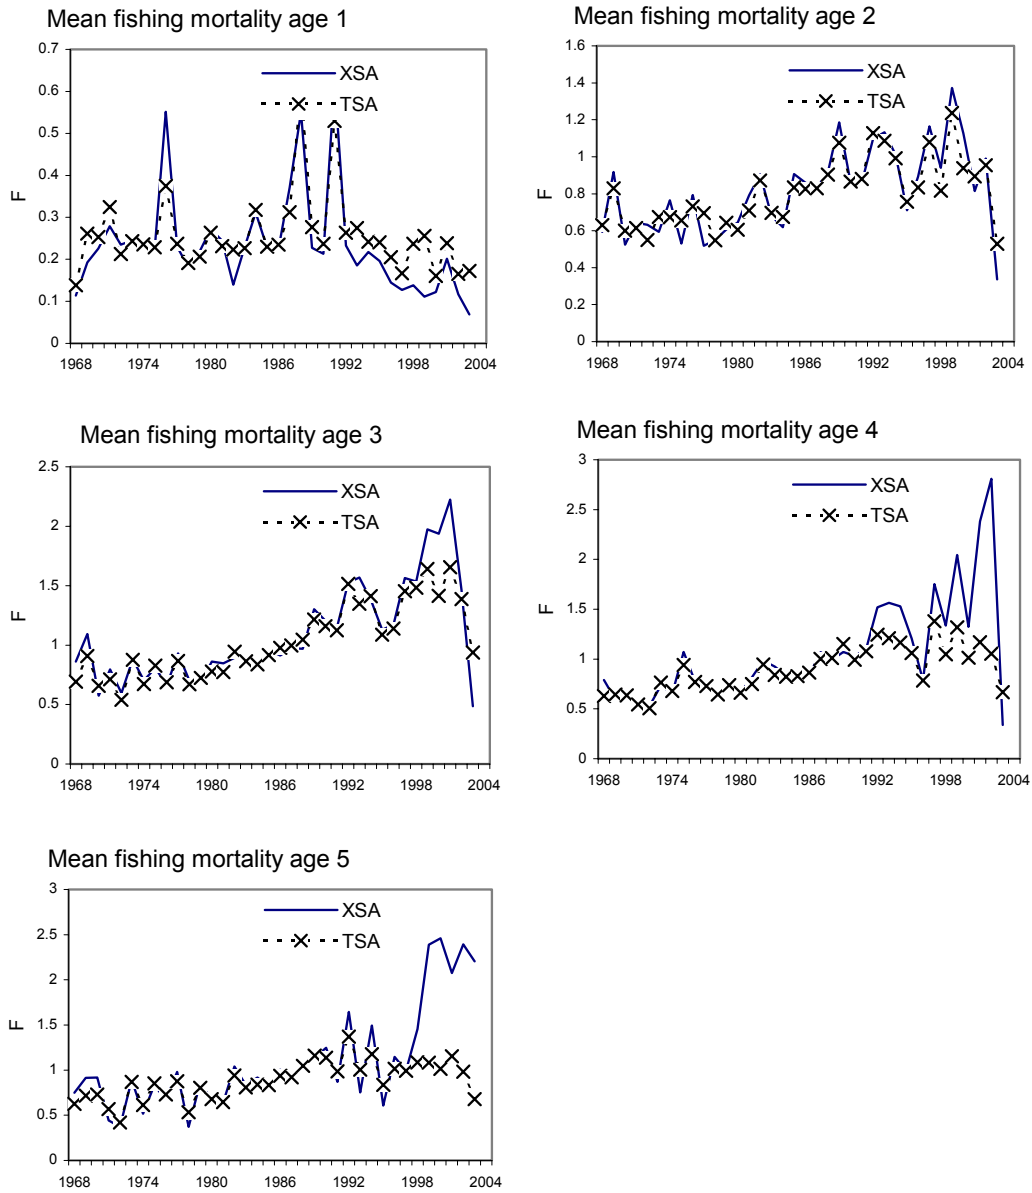 Mean fishing mortality age 1
0.7
0.6
0.5
0.4
0.3
0.2
0.1
0
F
XSA
TSA
1968 1974 1980 1986 1992 1998 2004
Mean fishing mortality age 2
1.6
1.4
1.2
1
0.8
0.6
0.4
0.2
0
F
XSA
TSA
1968 1974 1980 1986 1992 1998 2004
Mean fishing mortality age 3
2.5
2
1.5
1
0.5
0
F
XSA
TSA
1968 1974 1980 1986 1992 1998 2004
Mean fishing mortality age 4
3
2.5
2
1.5
1
0.5
0
F
XSA
TSA
1968 1974 1980 1986 1992 1998 2004
Mean fishing mortality age 5
3
2.5
2
1.5
1
0.5
0
F
XSA
TSA
1968 1974 1980 1986 1992 1998 2004